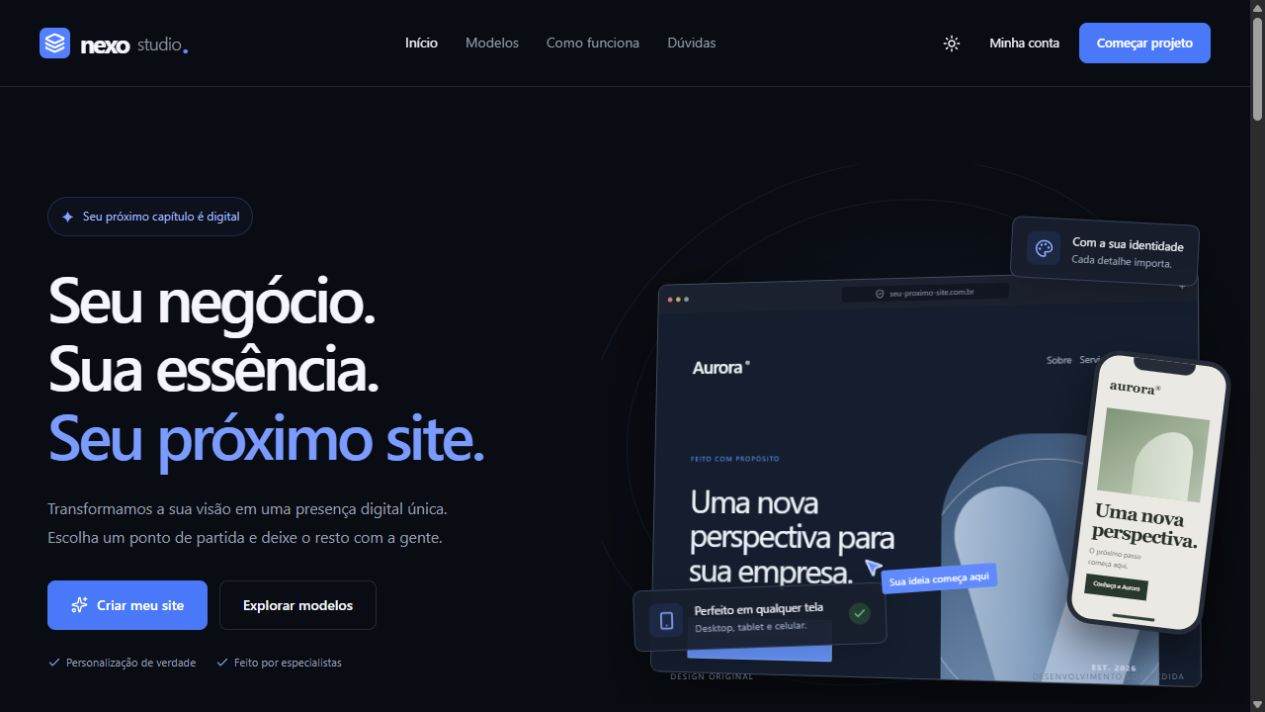 nexo studio.
Início
Modelos
Como funciona
Dúvidas
Minha conta
Começar projeto
Seu próximo capítulo é digital
Seu negócio.
Sua essência.
Seu próximo site.
Transformamos a sua visão em uma presença digital única.
Escolha um ponto de partida e deixe o resto com a gente.
Criar meu site
Explorar modelos
Personalização de verdade
Feito por especialistas
Com a sua identidade
Cada detalhe importa.
seu-proximo-site.com.br
Aurora
Sobre
FEITO COM PROPÓSITO
Uma nova
perspectiva para
sua empresa.
Sua ideia começa aqui
Perfeito em qualquer tela
Desktop, tablet e celular.
aurora®
Uma nova
perspectiva.
O próximo passo
começa aqui.
Conheça a Aurora
EST. 2026
DESIGN ORIGINAL